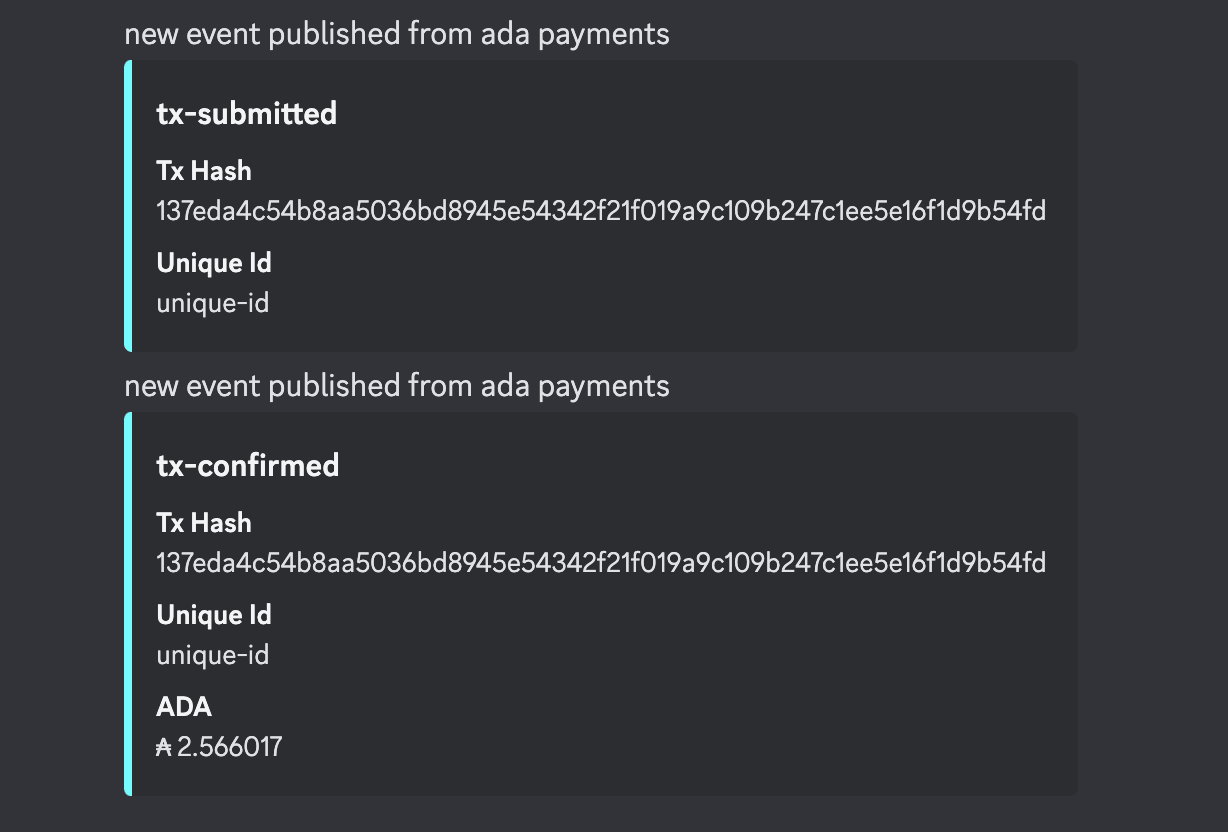 new event published from ada payments
tx-submitted
Tx Hash
137eda4c54b8aa5036bd8945e54342f21f019a9c109b247c1ee5e16f1d9b54fd
Unique Id
unique-id
new event published from ada payments
tx-confirmed
Tx Hash
137eda4c54b8aa5036bd8945e54342f21f019a9c109b247c1ee5e16f1d9b54fd
Unique Id
unique-id
ADA
₳ 2.566017